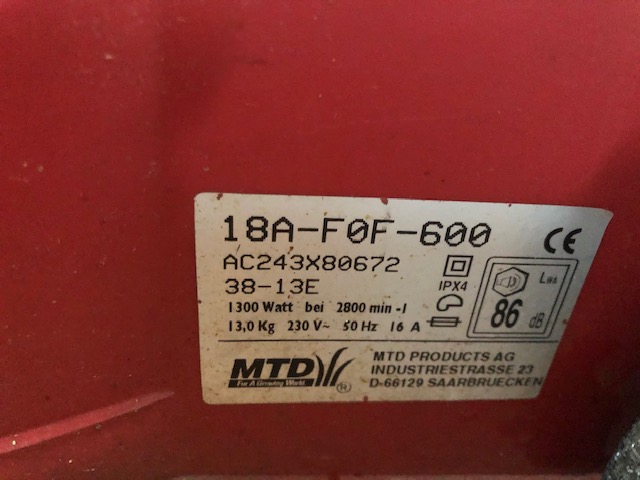 18A-F0F-600
CE
AC243X80672
38-13E
IPX4
1300 Watt bei 2800 min -1
13,0 Kg 230 V~ 50 Hz 16 A
LWA
86 dB
MTD
For A Growing World.
®
MTD PRODUCTS AG
INDUSTRIESTRASSE 23
D-66129 SAARBRUECKEN